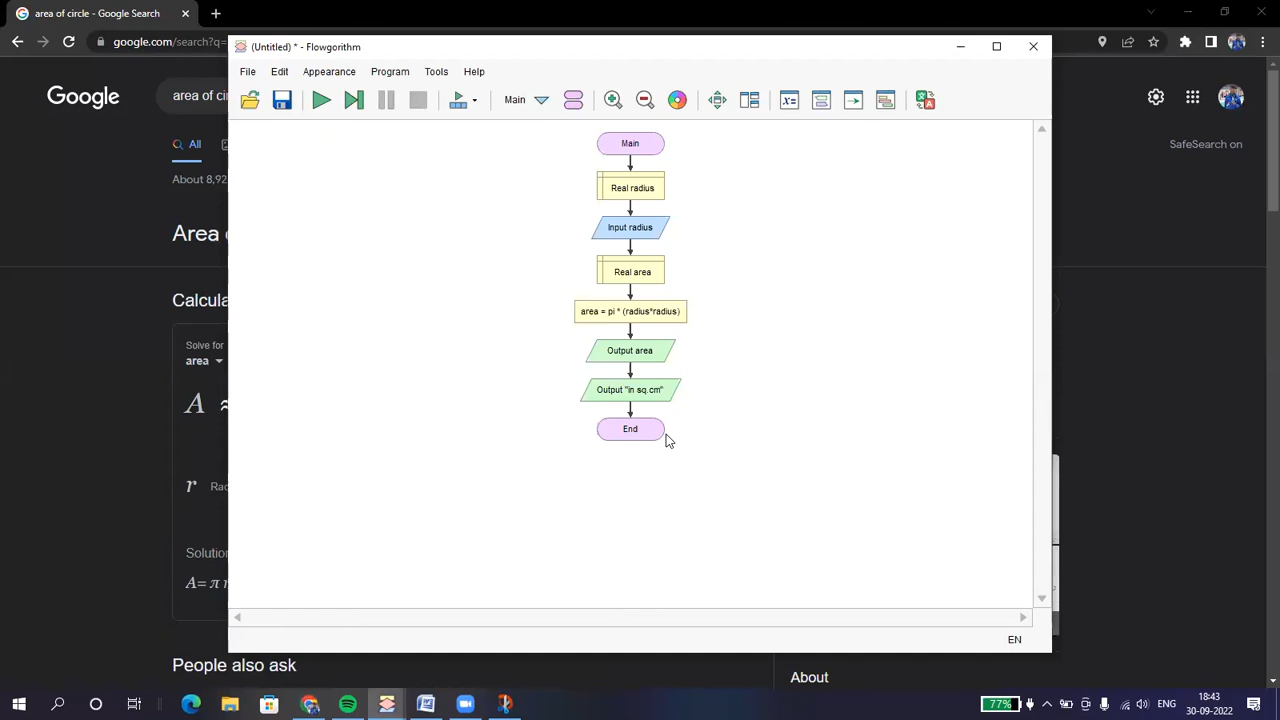 area of circle - Google Search
google.com/search?q=
(Untitled) * - Flowgorithm
File Edit Appearance Program Tools Help
Main
Google
area of cir
All
SafeSearch on
About 8,92
Area
Calcula
Solve for
area
A
r Rad
Solution
A= π r
People also ask
About
Main
Real radius
Input radius
Real area
area = pi * (radius*radius)
Output area
Output "in sq.cm"
End
EN
77%
ENG
18:43
30-09-2022